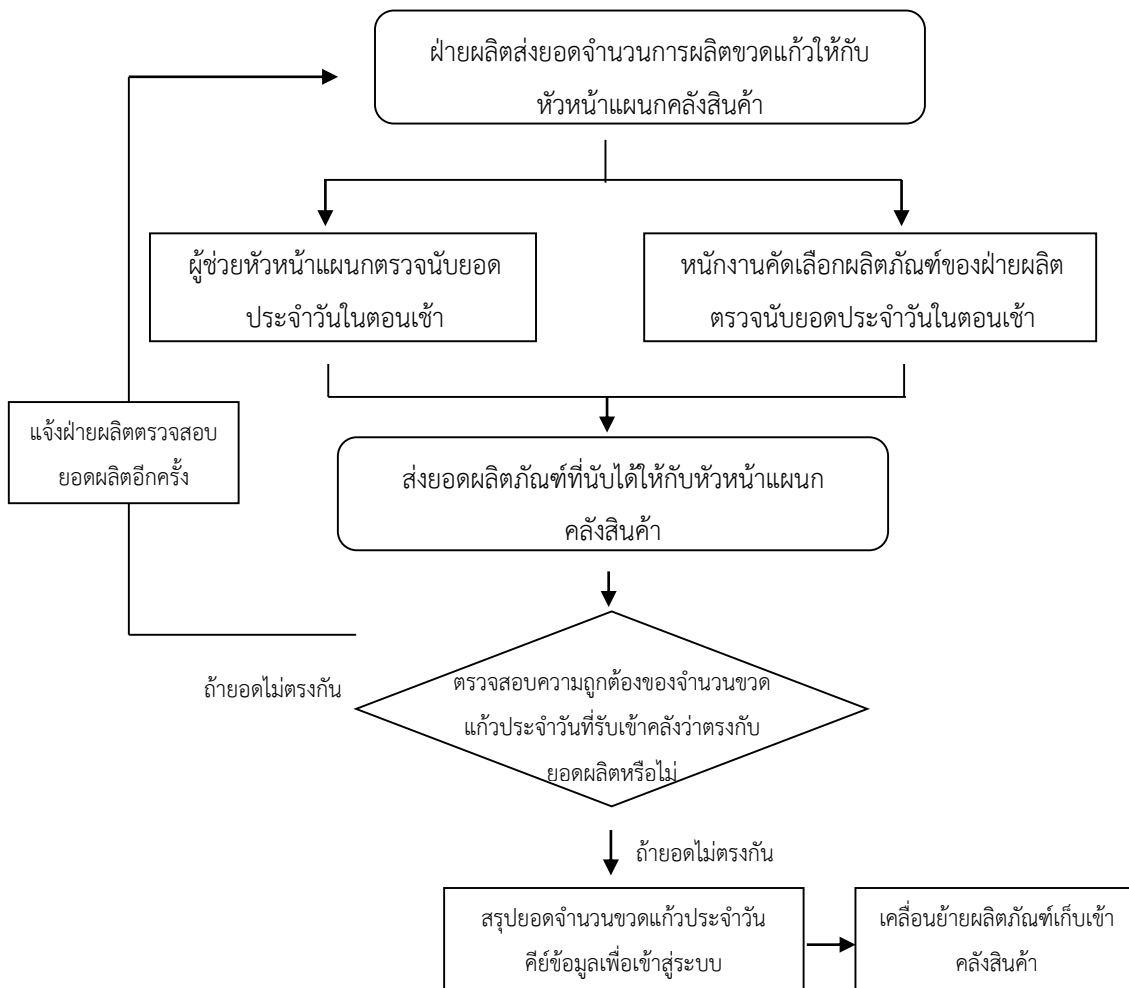 ฝ่ายผลิตส่งยอดจำนวนการผลิตขวดแก้วให้กับ
หัวหน้าแผนกคลังสินค้า
ผู้ช่วยหัวหน้าแผนกตรวจนับยอด
ประจำวันในตอนเช้า
หนักงานคัดเลือกผลิตภัณฑ์ของฝ่ายผลิต
ตรวจนับยอดประจำวันในตอนเช้า
แจ้งฝ่ายผลิตตรวจสอบ
ยอดผลิตอีกครั้ง
ส่งยอดผลิตภัณฑ์ที่นับได้ให้กับหัวหน้าแผนก
คลังสินค้า
ถ้ายอดไม่ตรงกัน
ตรวจสอบความถูกต้องของจำนวนขวด
แก้วประจำวันที่รับเข้าคลังว่าตรงกับ
ยอดผลิตหรือไม่
ถ้ายอดไม่ตรงกัน
สรุปยอดจำนวนขวดแก้วประจำวัน
คีย์ข้อมูลเพื่อเข้าสู่ระบบ
เคลื่อนย้ายผลิตภัณฑ์เก็บเข้า
คลังสินค้า